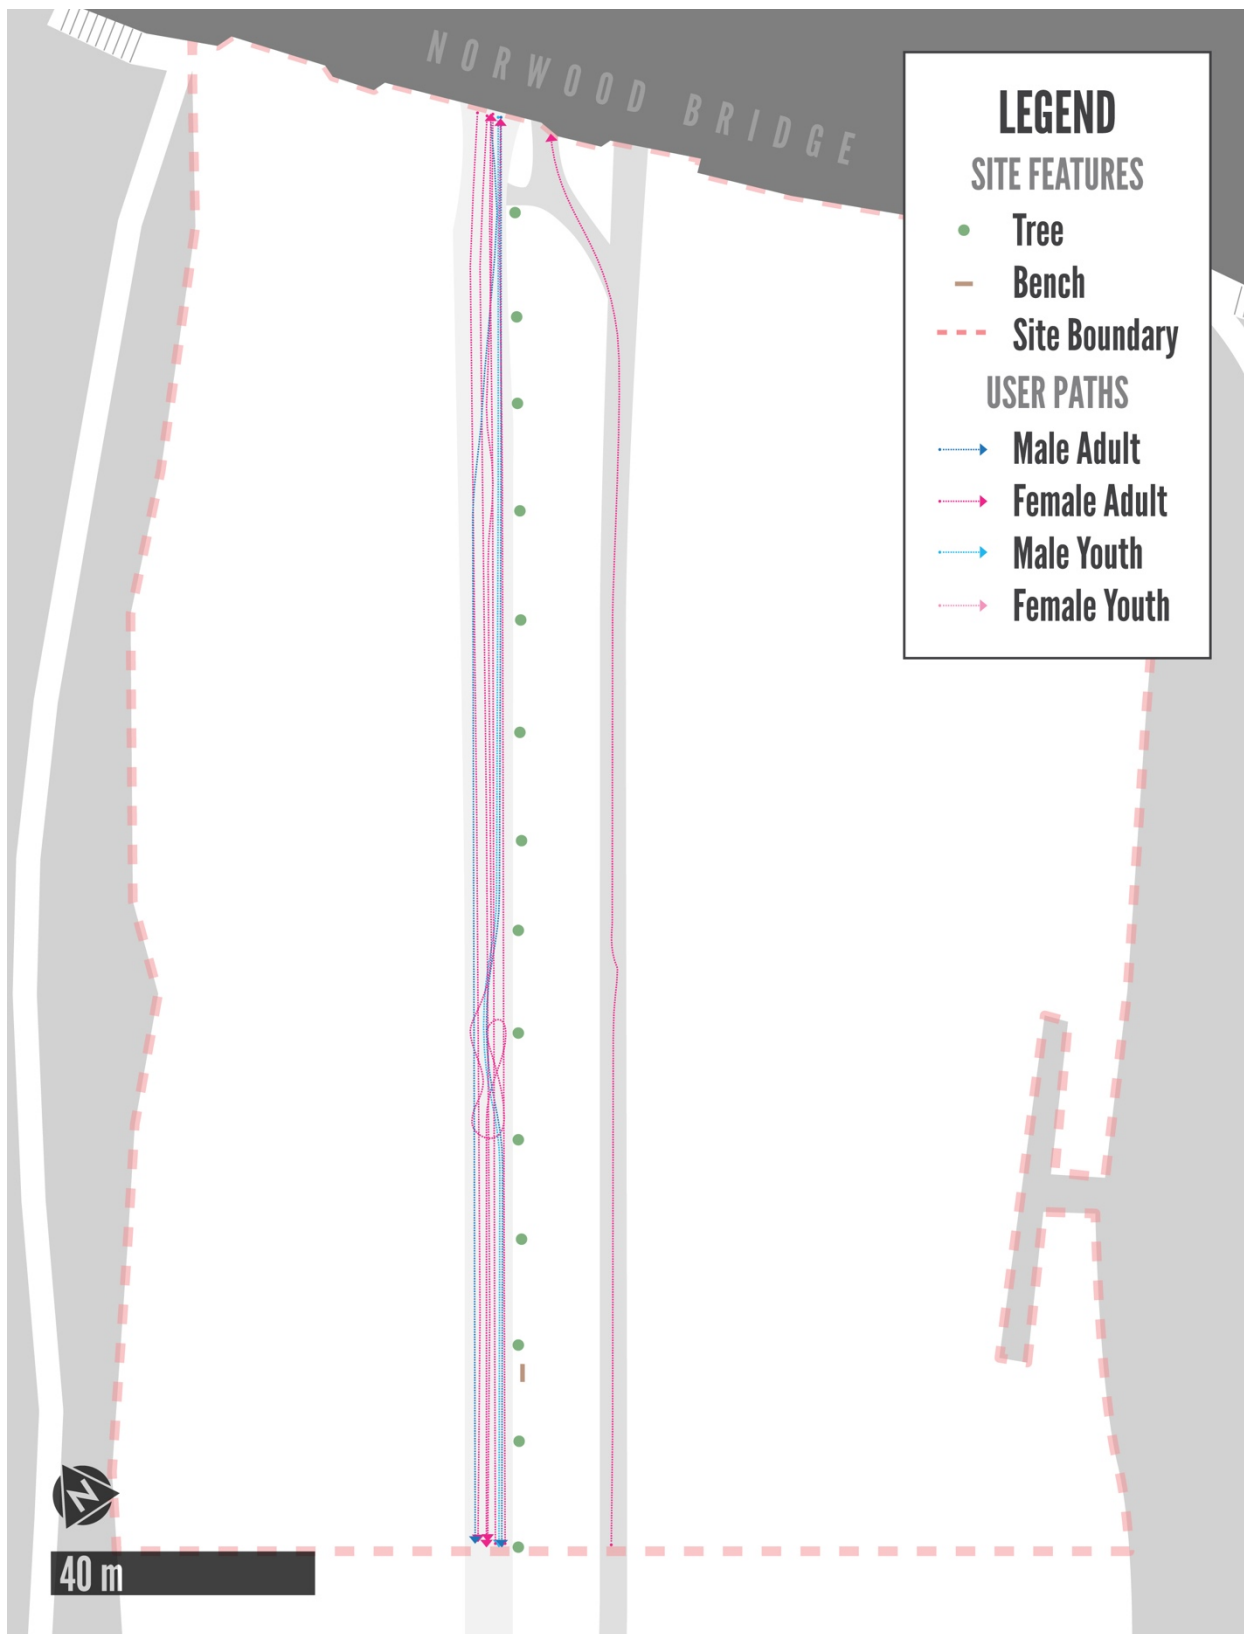 NORWOOD BRIDGE
LEGEND
SITE FEATURES
Tree
Bench
Site Boundary
USER PATHS
Male Adult
Female Adult
Male Youth
Female Youth
N
40 m